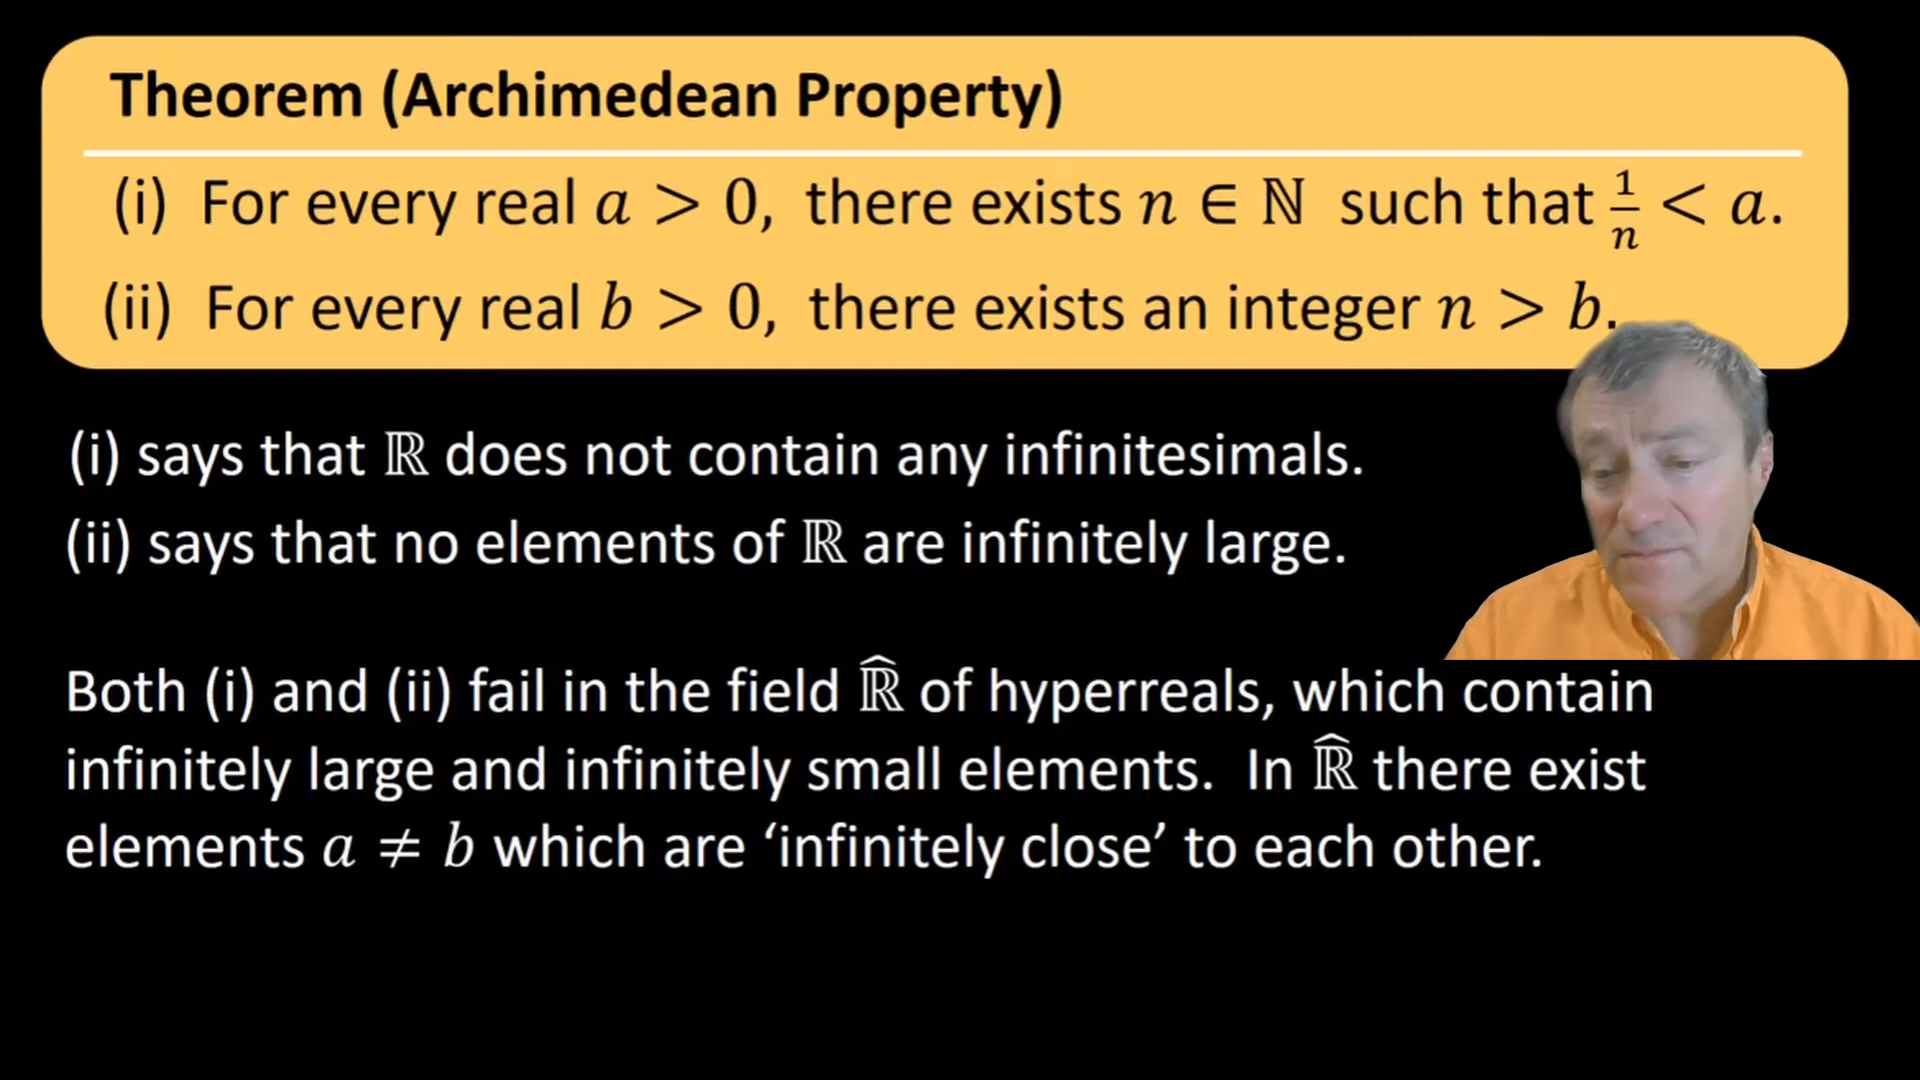 Theorem (Archimedean Property)
(i) For every real a > 0, there exists n ∈ ℕ such that 1/n < a.
(ii) For every real b > 0, there exists an integer n > b.
(i) says that ℝ does not contain any infinitesimals.
(ii) says that no elements of ℝ are infinitely large.
Both (i) and (ii) fail in the field ℝ̂ of hyperreals, which contain
infinitely large and infinitely small elements. In ℝ̂ there exist
elements a ≠ b which are ‘infinitely close’ to each other.